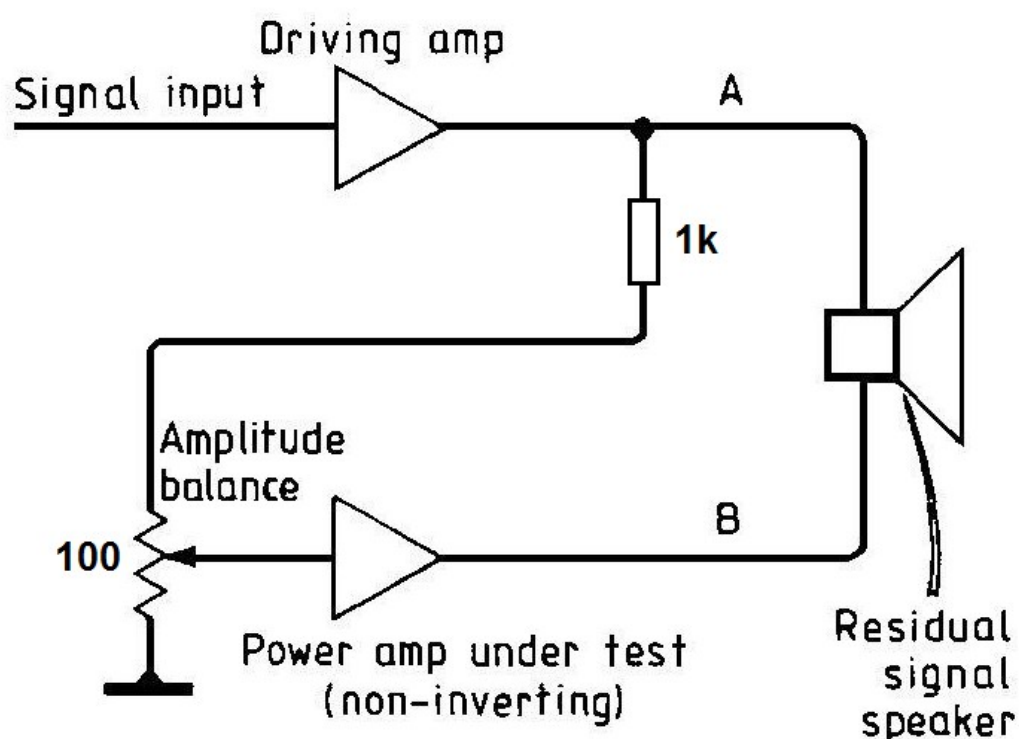 Driving amp
Signal input
A
1k
Amplitude
balance
100
B
Power amp under test
(non-inverting)
Residual
signal
speaker